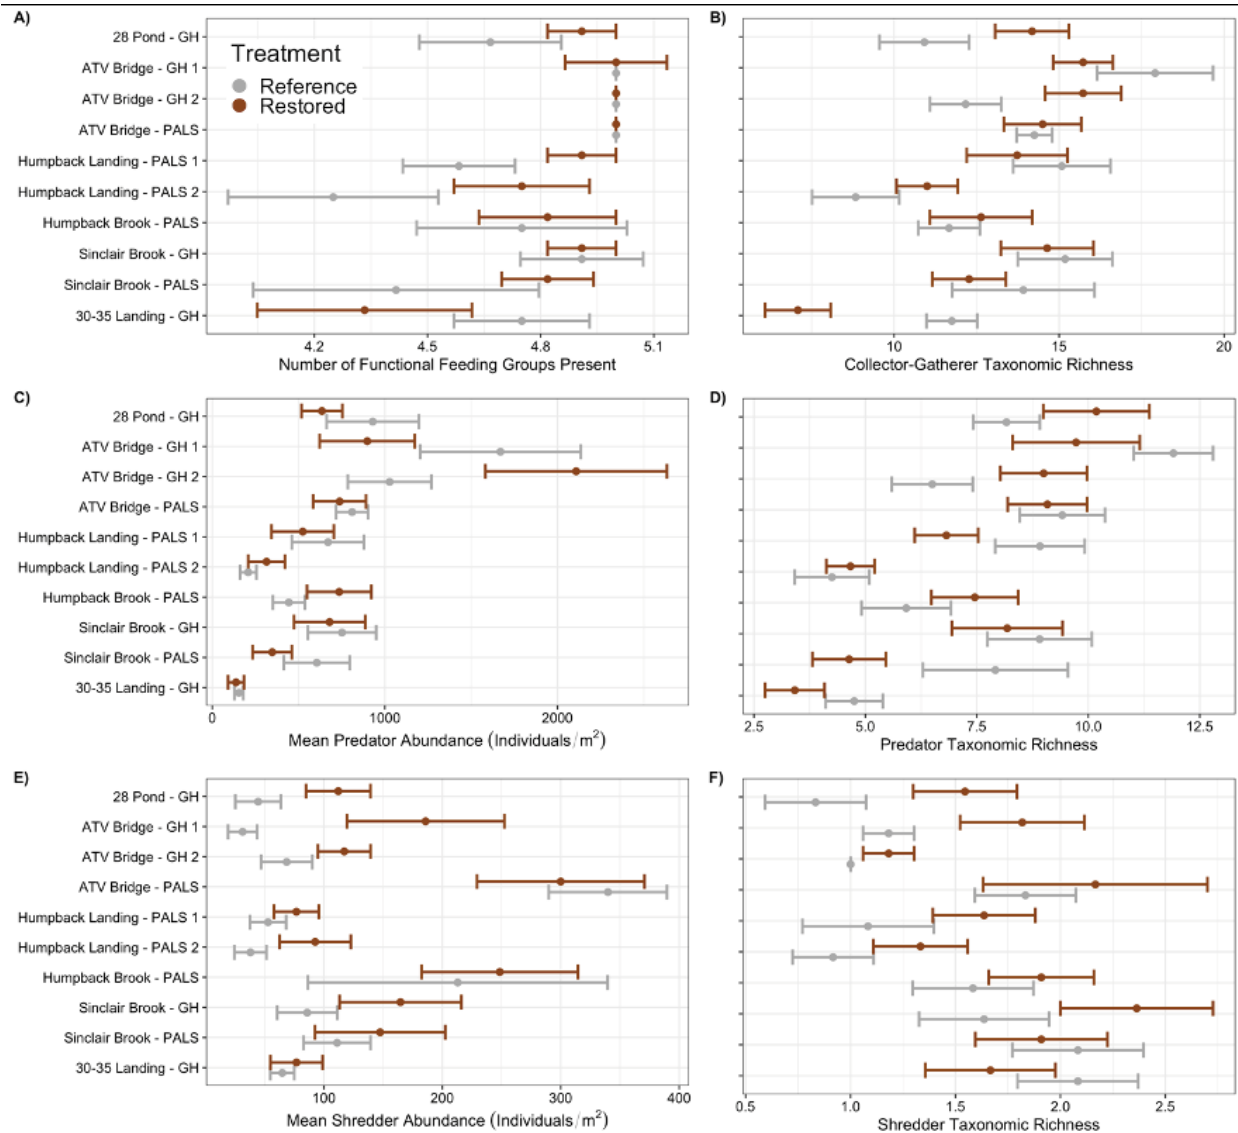 A)
28 Pond - GH
ATV Bridge - GH 1
ATV Bridge - GH 2
ATV Bridge - PALS
Humpback Landing - PALS 1
Humpback Landing - PALS 2
Humpback Brook - PALS
Sinclair Brook - GH
Sinclair Brook - PALS
30-35 Landing - GH
Treatment
Reference
Restored
4.2 4.5 4.8 5.1
Number of Functional Feeding Groups Present
B)
10 15 20
Collector-Gatherer Taxonomic Richness
C)
28 Pond - GH
ATV Bridge - GH 1
ATV Bridge - GH 2
ATV Bridge - PALS
Humpback Landing - PALS 1
Humpback Landing - PALS 2
Humpback Brook - PALS
Sinclair Brook - GH
Sinclair Brook - PALS
30-35 Landing - GH
0 1000 2000
Mean Predator Abundance (Individuals/m²)
D)
2.5 5.0 7.5 10.0 12.5
Predator Taxonomic Richness
E)
28 Pond - GH
ATV Bridge - GH 1
ATV Bridge - GH 2
ATV Bridge - PALS
Humpback Landing - PALS 1
Humpback Landing - PALS 2
Humpback Brook - PALS
Sinclair Brook - GH
Sinclair Brook - PALS
30-35 Landing - GH
100 200 300 400
Mean Shredder Abundance (Individuals/m²)
F)
0.5 1.0 1.5 2.0 2.5
Shredder Taxonomic Richness